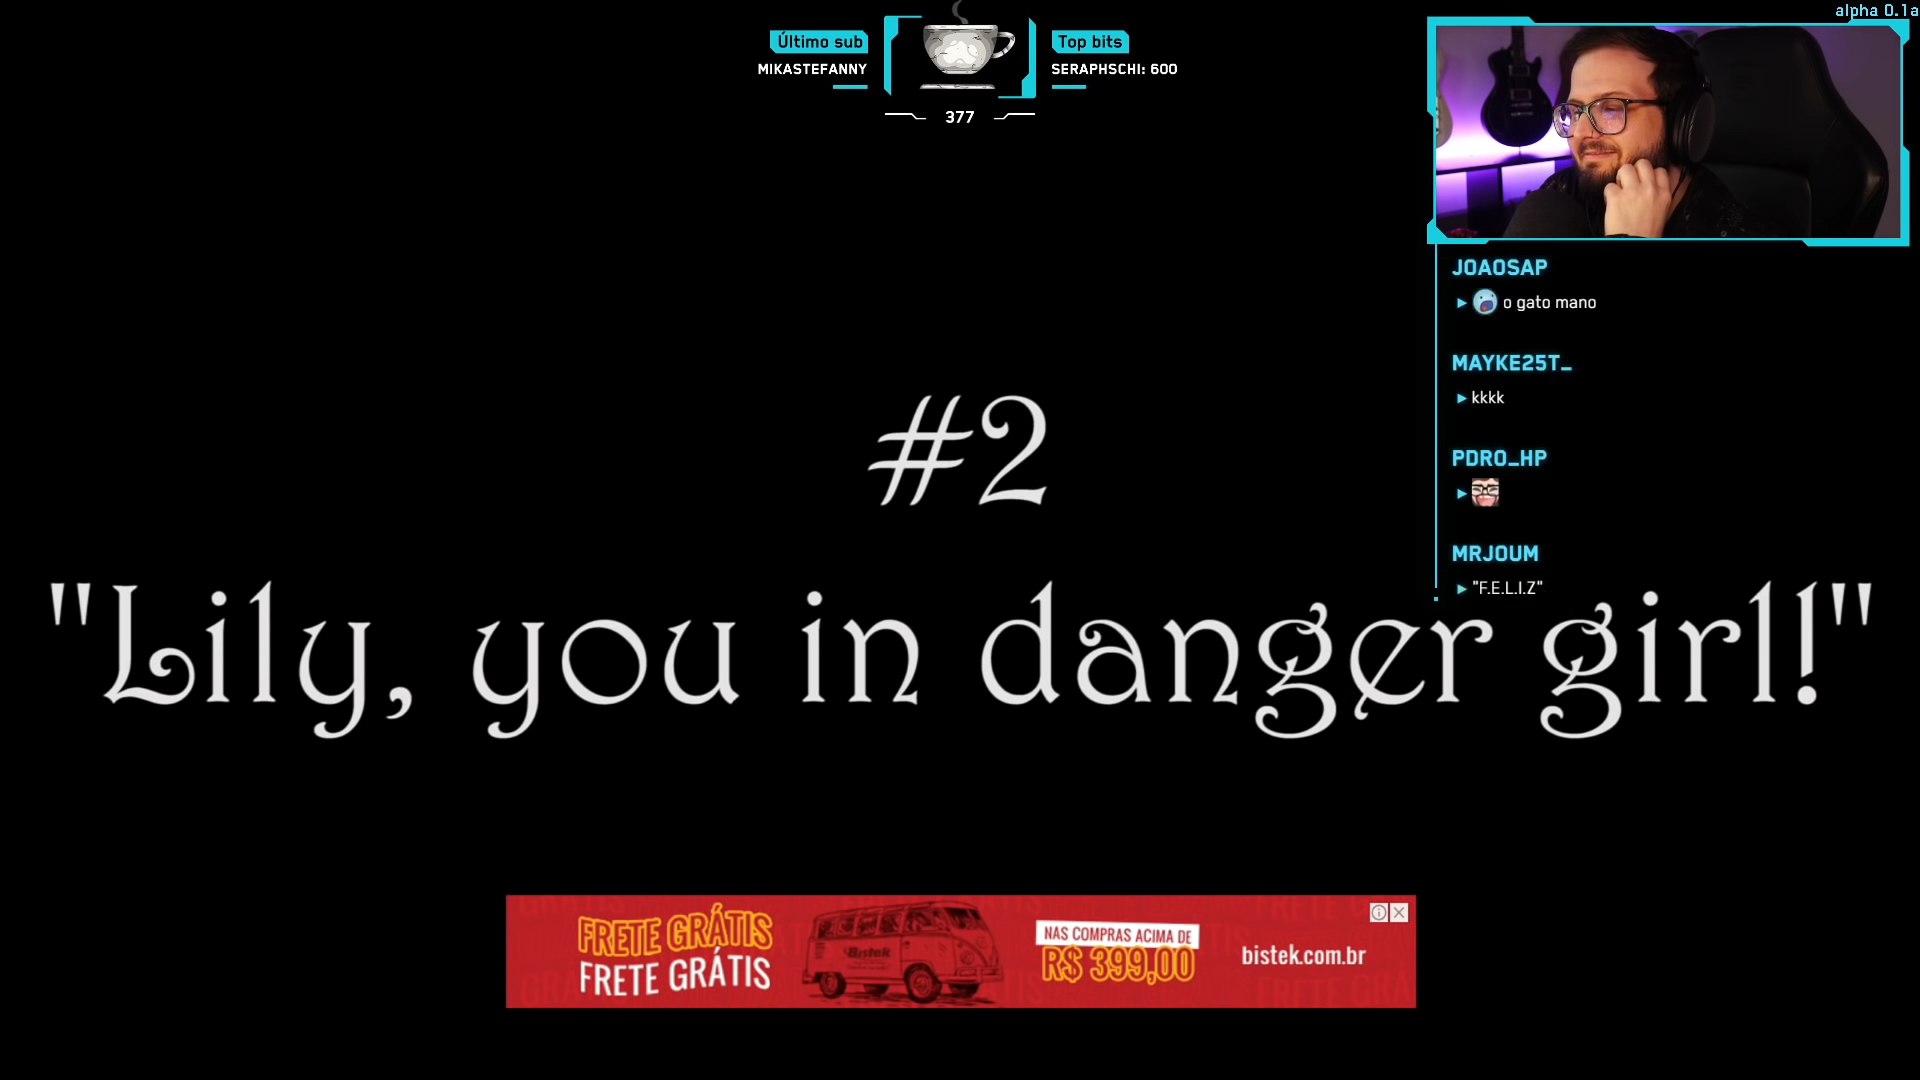 alpha 0.1a
Último sub
MIKASTEFANNY
Top bits
SERAPHSCHI: 600
377
JOAOSAP
o gato mano
MAYKE25T_
kkkk
PDRO_HP
MRJOUM
"F.E.L.I.Z"
#2
"Lily, you in danger girl!"
FRETE GRÁTIS
FRETE GRÁTIS
Bistek
NAS COMPRAS ACIMA DE
R$ 399,00
bistek.com.br